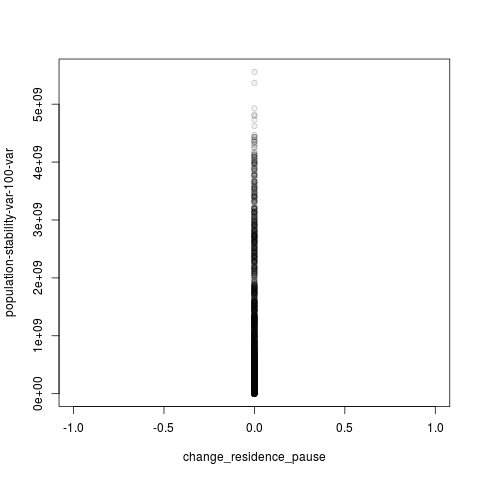 population-stability-var-100-var
5e+09
4e+09
3e+09
2e+09
1e+09
0e+00
-1.0
-0.5
0.0
0.5
1.0
change_residence_pause